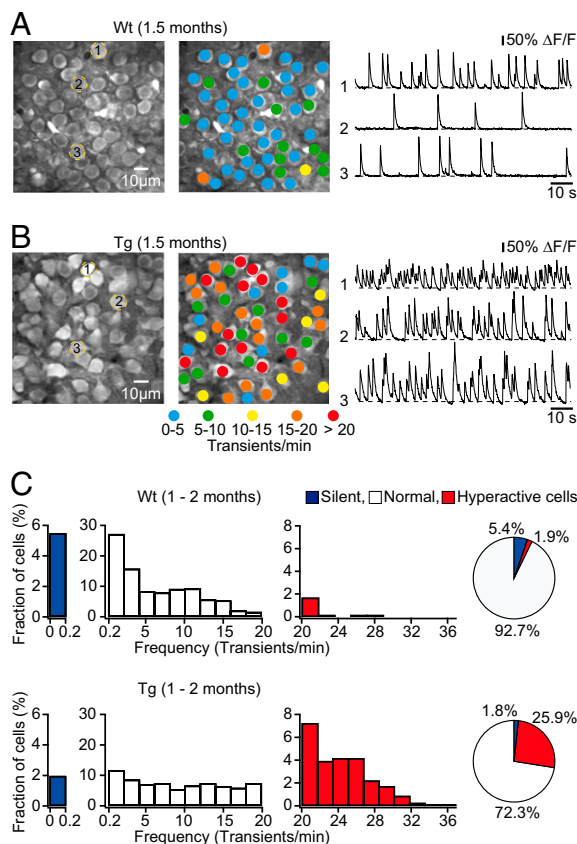 A
Wt (1.5 months)
50% ΔF/F
1
2
3
10µm
1
2
3
10 s
B
Tg (1.5 months)
50% ΔF/F
1
2
3
10µm
1
2
3
10 s
0-5 5-10 10-15 15-20 > 20
Transients/min
C
Wt (1 - 2 months)
Silent, Normal, Hyperactive cells
Fraction of cells (%)
6
4
2
0
0 0.2
30
20
10
0
0.2 5 10 15 20
8
6
4
2
0
20 24 28 32 36
Frequency (Transients/min)
Frequency (Transients/min)
5.4%
1.9%
92.7%
Tg (1 - 2 months)
Fraction of cells (%)
6
4
2
0
0 0.2
30
20
10
0
0.2 5 10 15 20
8
6
4
2
0
20 24 28 32 36
Frequency (Transients/min)
Frequency (Transients/min)
1.8%
25.9%
72.3%